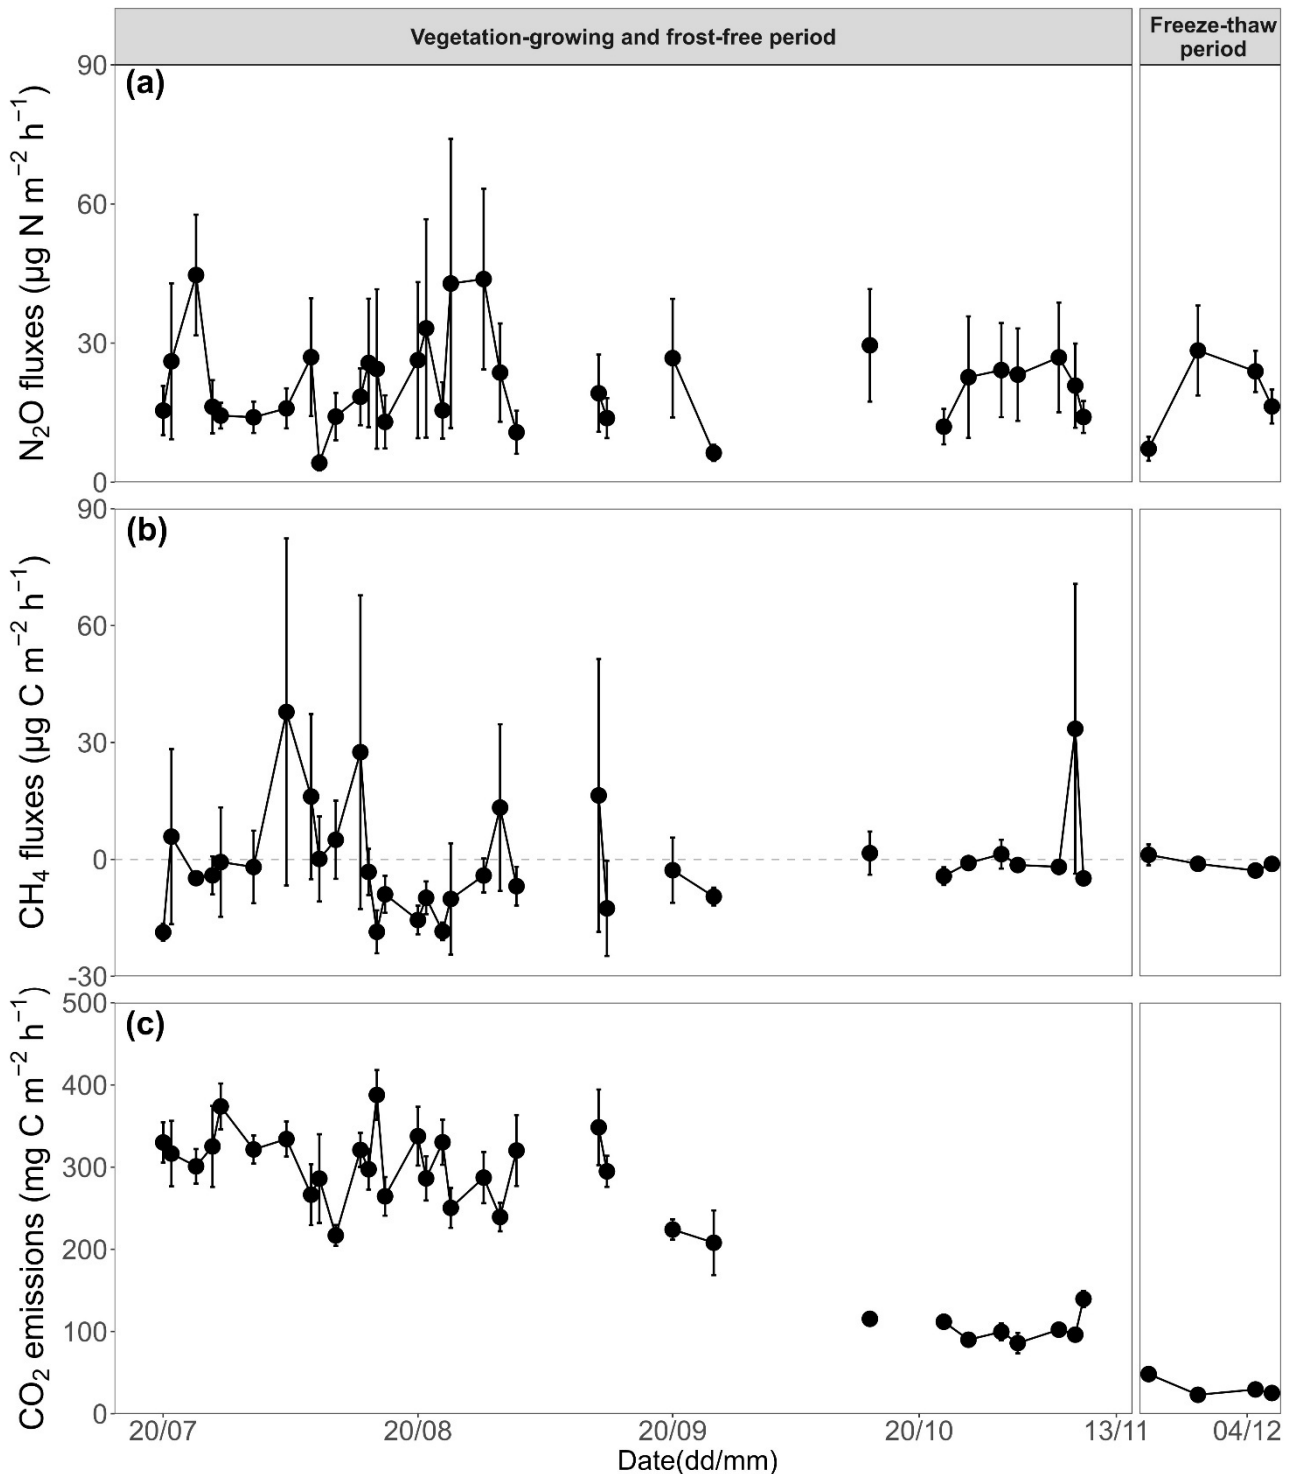 Vegetation-growing and frost-free period
Freeze-thaw
period
(a)
N₂O fluxes (µg N m⁻² h⁻¹)
90
60
30
0
(b)
CH₄ fluxes (µg C m⁻² h⁻¹)
90
60
30
0
-30
(c)
CO₂ emissions (mg C m⁻² h⁻¹)
500
400
300
200
100
0
20/07
20/08
20/09
20/10
13/11
04/12
Date(dd/mm)